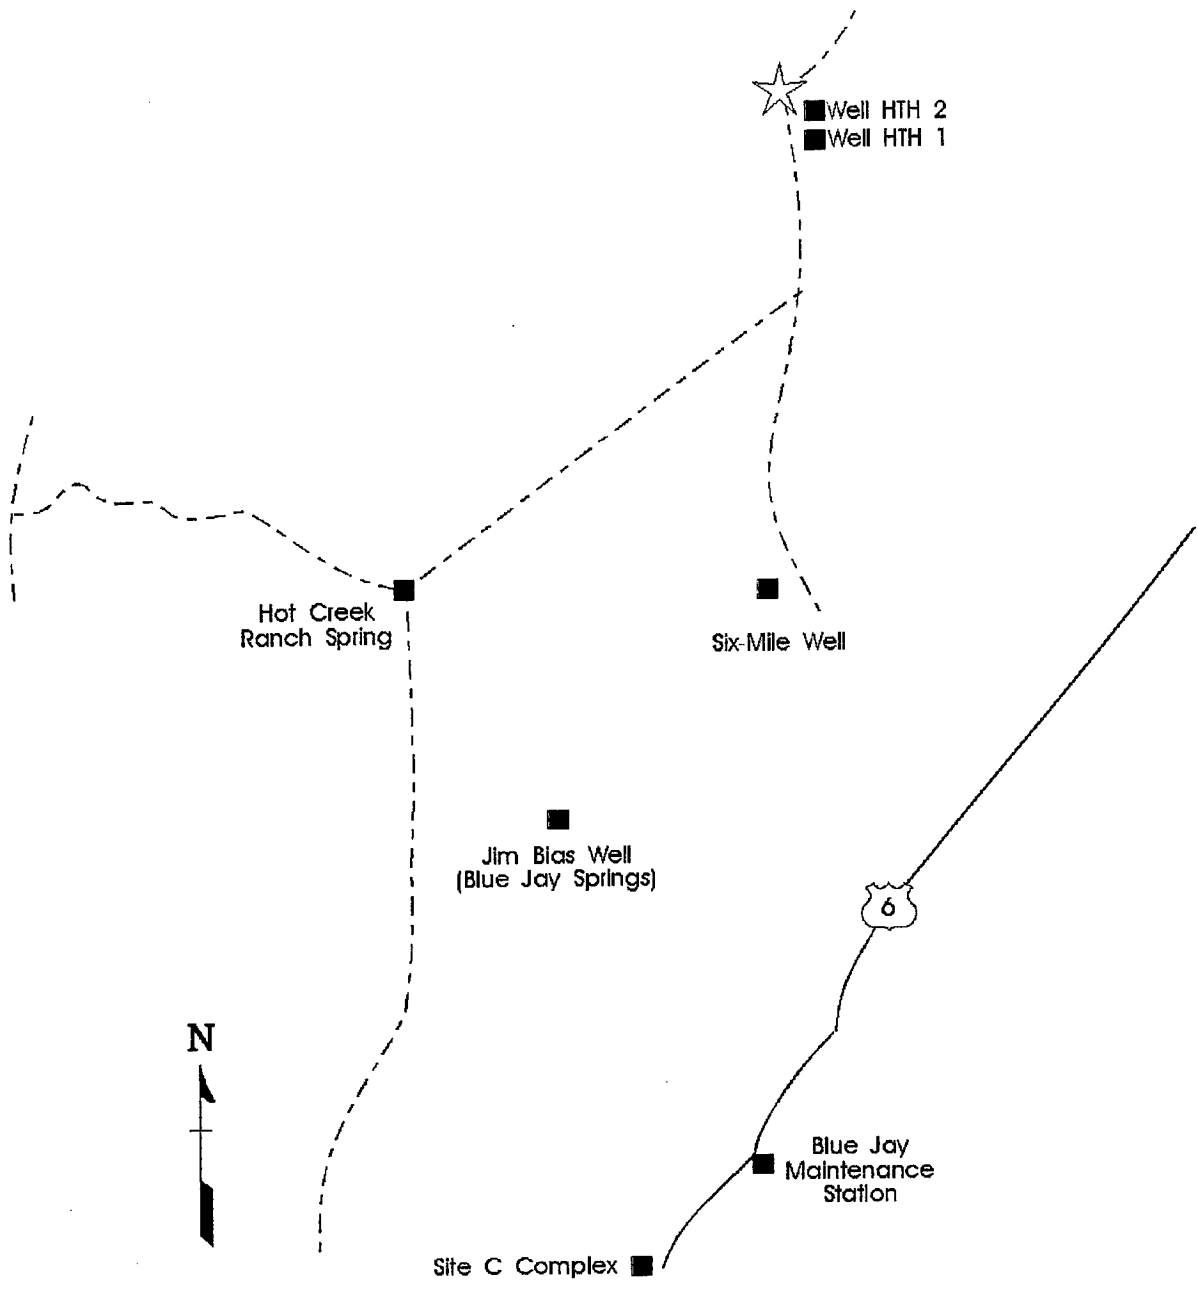 Well HTH 2
Well HTH 1
Hot Creek
Ranch Spring
Six-Mile Well
Jim Bias Well
(Blue Jay Springs)
6
N
Blue Jay
Maintenance
Station
Site C Complex